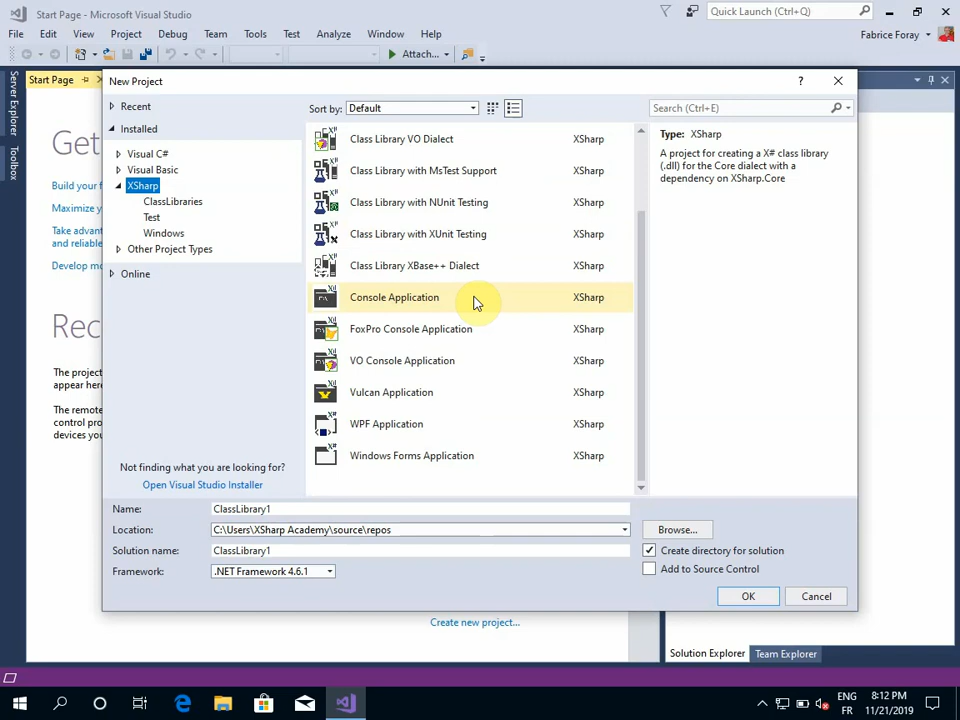 Start Page - Microsoft Visual Studio
Quick Launch (Ctrl+Q)
File Edit View Project Debug Team Tools Test Analyze Window Help
Fabrice Foray
Attach...
Start Page
Server Explorer
Toolbox
Get
Build your f
Maximize y
Take advan
and reliable
Develop mo
Rec
The project
appear here
The remote
control pro
devices you
New Project
?
Recent
Installed
Visual C#
Visual Basic
XSharp
ClassLibraries
Test
Windows
Other Project Types
Online
Not finding what you are looking for?
Open Visual Studio Installer
Sort by: Default
Class Library VO Dialect XSharp
Class Library with MsTest Support XSharp
Class Library with NUnit Testing XSharp
Class Library with XUnit Testing XSharp
Class Library XBase++ Dialect XSharp
Console Application XSharp
FoxPro Console Application XSharp
VO Console Application XSharp
Vulcan Application XSharp
WPF Application XSharp
Windows Forms Application XSharp
Search (Ctrl+E)
Type: XSharp
A project for creating a X# class library
(.dll) for the Core dialect with a
dependency on XSharp.Core
Name: ClassLibrary1
Location: C:\Users\XSharp Academy\source\repos
Browse...
Solution name: ClassLibrary1
Create directory for solution
Framework: .NET Framework 4.6.1
Add to Source Control
OK Cancel
Create new project...
Solution Explorer Team Explorer
ENG
FR
8:12 PM
11/21/2019